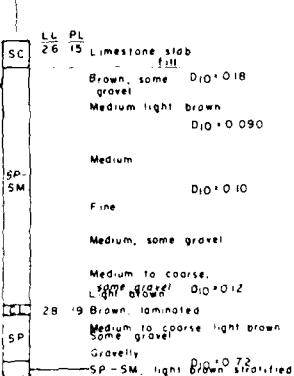 LL PL
SC 26 15 Limestone slab
fill
Brown, some D10=0.18
gravel
Medium light brown
D10=0.090
Medium
SP-
SM D10=0.10
Fine
Medium, some gravel
Medium to coarse,
some gravel D10=0.12
Light brown
CL 28 19 Brown, laminated
Medium to coarse light brown
SP Some gravel
Gravelly
D10=0.72
SP-SM, light brown stratified